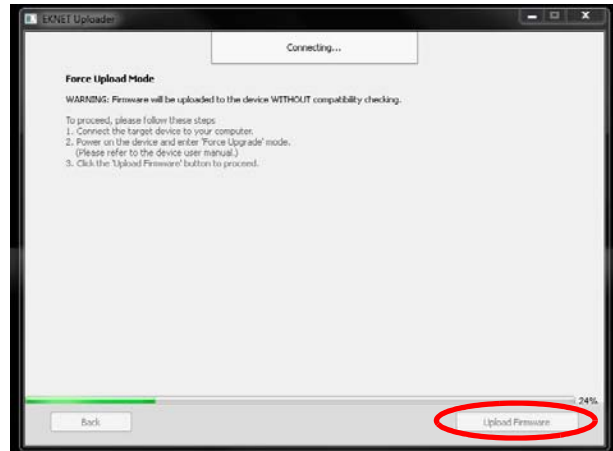 EKNET Uploader
Connecting...
Force Upload Mode
WARNING: Firmware will be uploaded to the device WITHOUT compatibility checking.
To proceed, please follow these steps
1. Connect the target device to your computer.
2. Power on the device and enter 'Force Upgrade' mode.
(Please refer to the device user manual.)
3. Click the 'Upload Firmware' button to proceed.
24%
Back
Upload Firmware